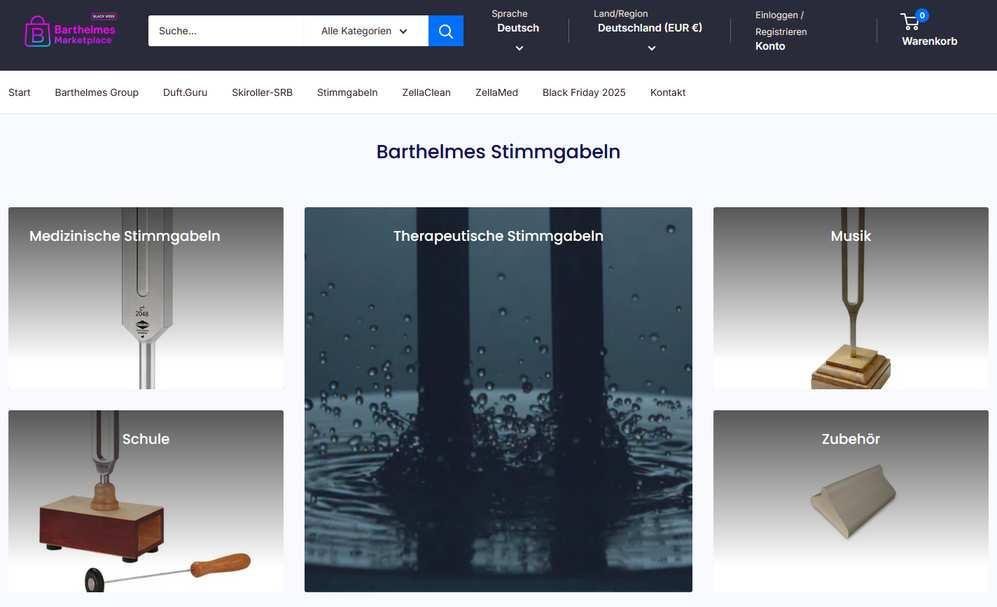 BLACK WEEK
Barthelmes
Marketplace
Suche...
Alle Kategorien
Sprache
Deutsch
Land/Region
Deutschland (EUR €)
Einloggen /
Registrieren
Konto
0
Warenkorb
Start Barthelmes Group Duft.Guru Skiroller-SRB Stimmgabeln ZellaClean ZellaMed Black Friday 2025 Kontakt
Barthelmes Stimmgabeln
Medizinische Stimmgabeln
2048
Therapeutische Stimmgabeln
Musik
Schule
Zubehör